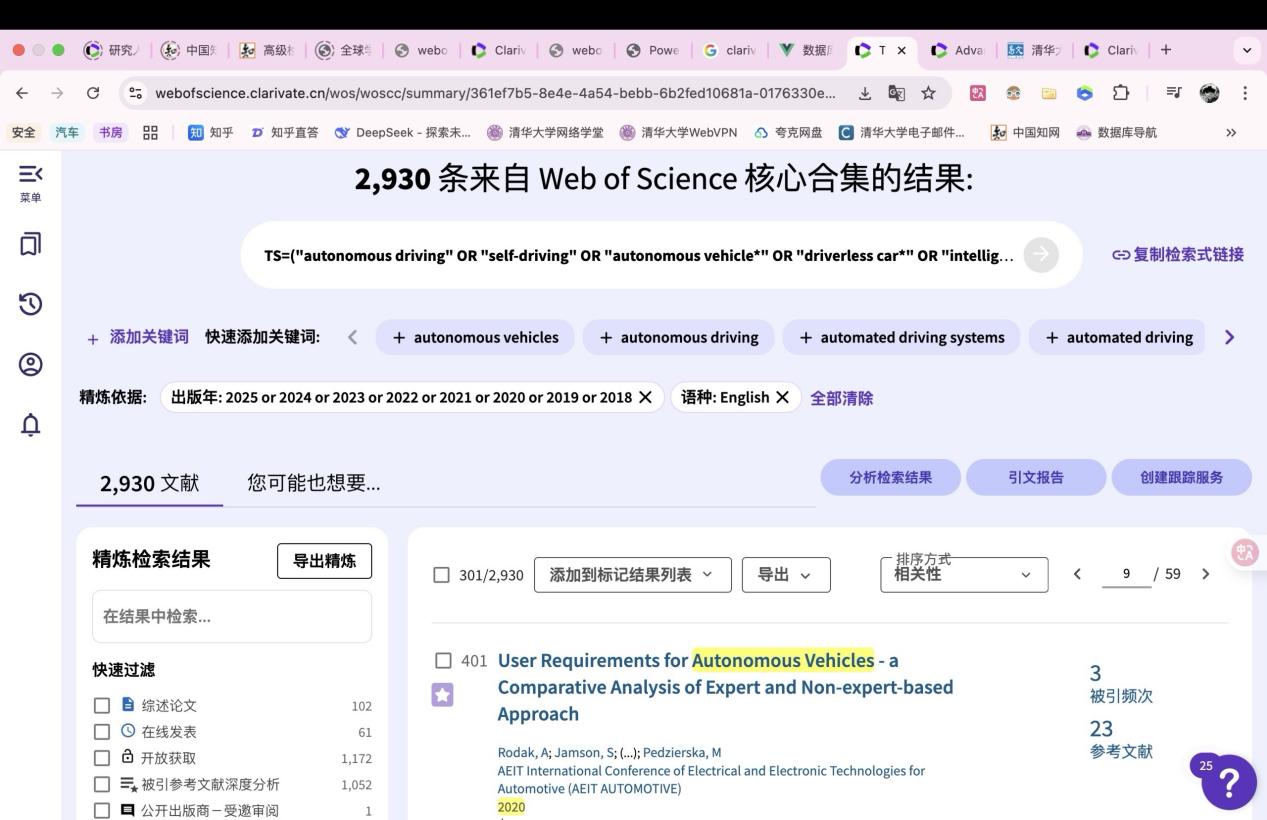 研究 中国 高级 全球 webo Clariv webo Powe clariv 数据 T Adva 清华 Clariv
webofscience.clarivate.cn/wos/woscc/summary/361ef7b5-8e4e-4a54-bebb-6b2fed10681a-0176330e...
安全 汽车 书房 知乎 知乎直答 DeepSeek - 探索未... 清华大学网络学堂 清华大学WebVPN 夸克网盘 清华大学电子邮件... 中国知网 数据库导航 »
菜单
2,930 条来自 Web of Science 核心合集的结果:
TS=("autonomous driving" OR "self-driving" OR "autonomous vehicle*" OR "driverless car*" OR "intellig...
复制检索式链接
+ 添加关键词 快速添加关键词: + autonomous vehicles + autonomous driving + automated driving systems + automated driving
精炼依据: 出版年: 2025 or 2024 or 2023 or 2022 or 2021 or 2020 or 2019 or 2018 语种: English 全部清除
2,930 文献 您可能也想要...
分析检索结果 引文报告 创建跟踪服务
精炼检索结果 导出精炼
在结果中检索...
快速过滤
综述论文 102
在线发表 61
开放获取 1,172
被引参考文献深度分析 1,052
公开出版商－受邀审阅 1
301/2,930 添加到标记结果列表 导出 排序方式 相关性 9 / 59
401 User Requirements for Autonomous Vehicles - a
Comparative Analysis of Expert and Non-expert-based
Approach
Rodak, A; Jamson, S; (...); Pedzierska, M
AEIT International Conference of Electrical and Electronic Technologies for
Automotive (AEIT AUTOMOTIVE)
2020
3
被引频次
23
参考文献
25
?